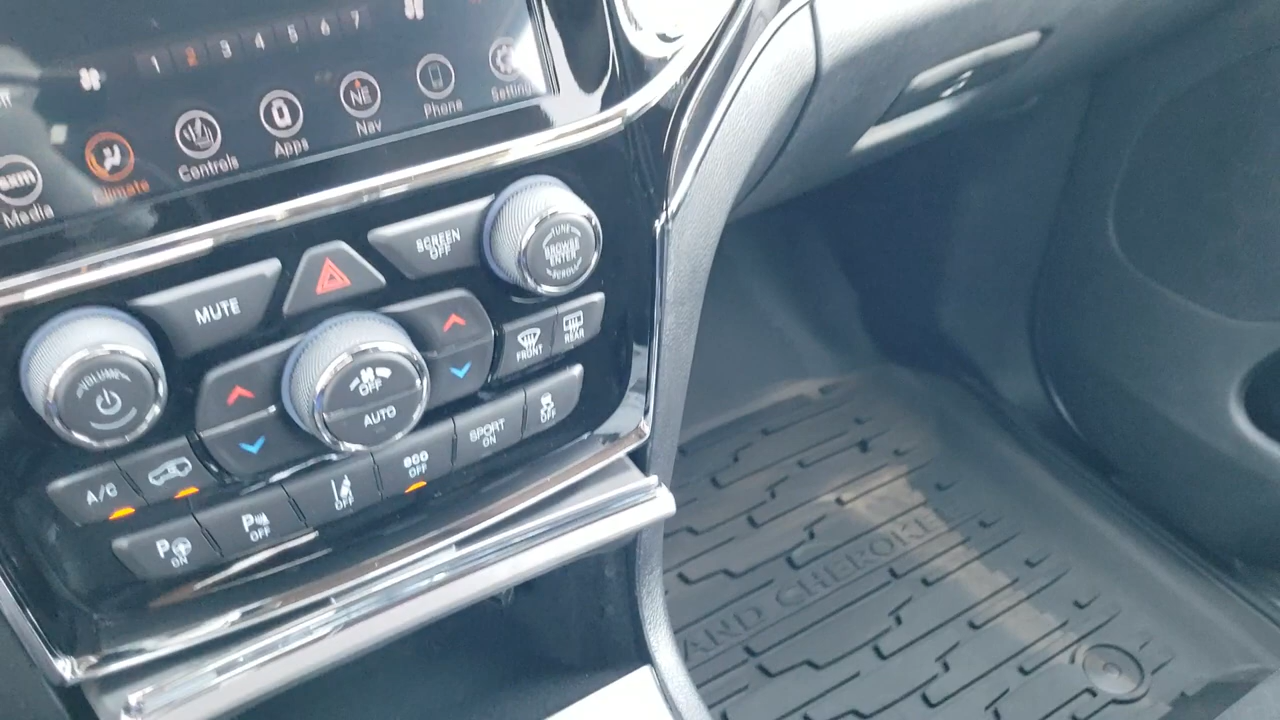 1 2 3 4 5 6 7
Media
Climate
Controls
Apps
NE
Nav
Phone
Settings
SCREEN
OFF
TUNE
BROWSE
ENTER
SCROLL
MUTE
VOLUME
OFF
AUTO
FRONT
REAR
A/C
OFF
ECO
OFF
SPORT
ON
OFF
P
ON
P
OFF
AND CHEROKEE